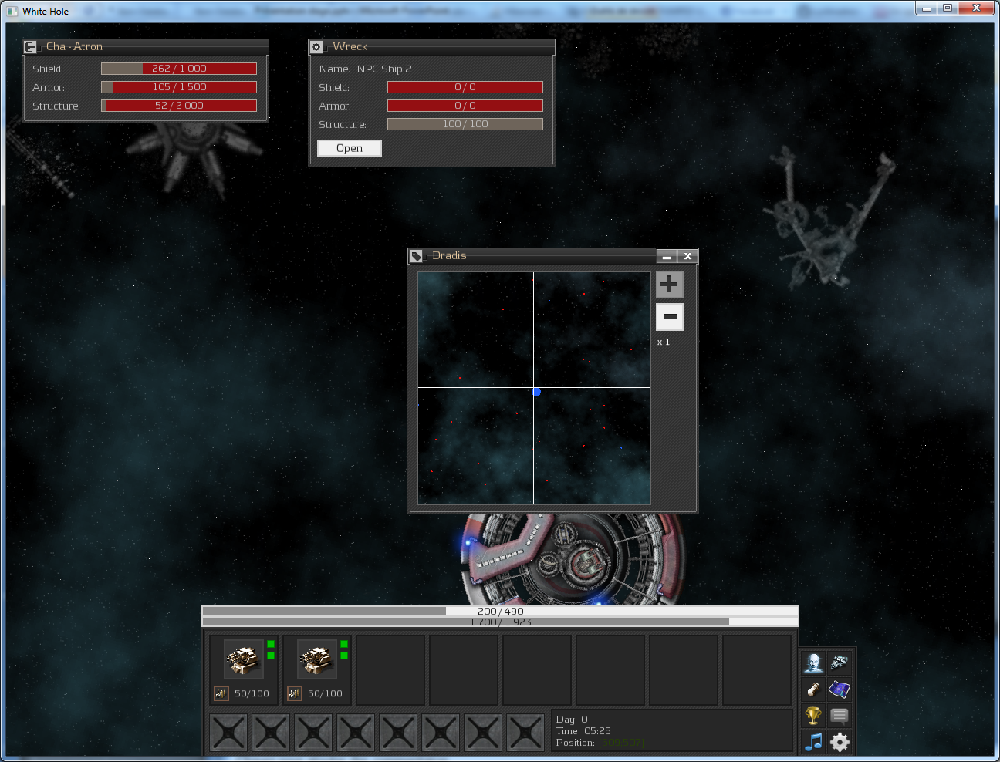 White Hole
Cha - Atron
Shield: 262 / 1 000
Armor: 105 / 1 500
Structure: 52 / 2 000
Wreck
Name: NPC Ship 2
Shield: 0 / 0
Armor: 0 / 0
Structure: 100 / 100
Open
Dradis
x 1
200 / 490
1 700 / 1 923
50/100
50/100
Day: 0
Time: 05:25
Position: [509,507]